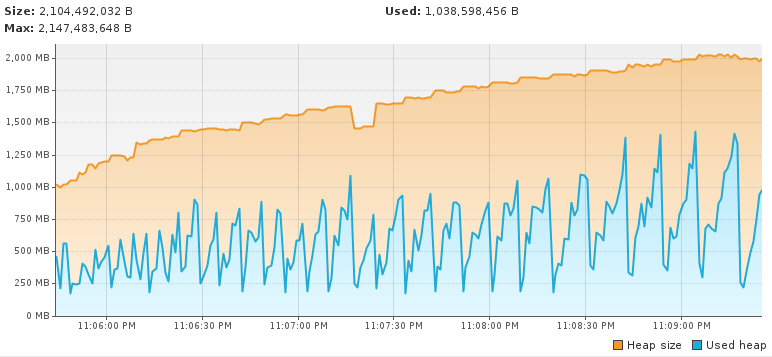 Size: 2,104,492,032 B
Used: 1,038,598,456 B
Max: 2,147,483,648 B
2,000 MB
1,750 MB
1,500 MB
1,250 MB
1,000 MB
750 MB
500 MB
250 MB
0 MB
11:06:00 PM
11:06:30 PM
11:07:00 PM
11:07:30 PM
11:08:00 PM
11:08:30 PM
11:09:00 PM
Heap size
Used heap